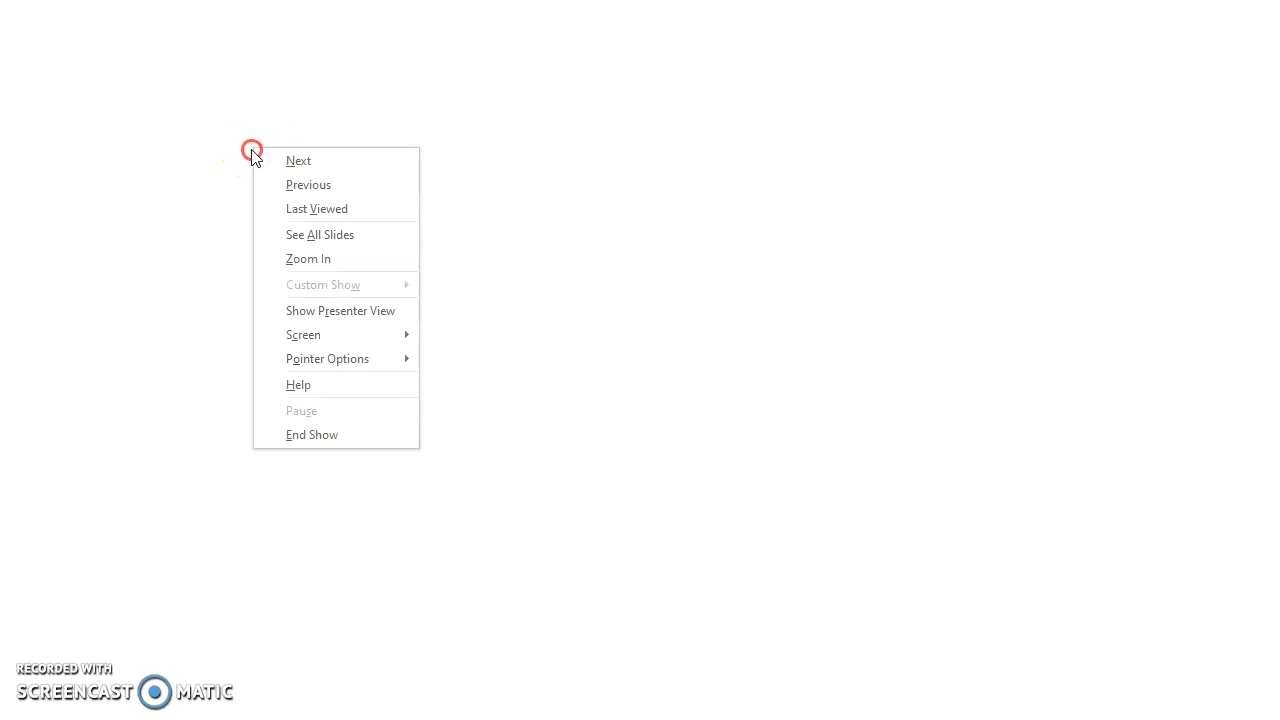 Next
Previous
Last Viewed
See All Slides
Zoom In
Custom Show
Show Presenter View
Screen
Pointer Options
Help
Pause
End Show
RECORDED WITH
SCREENCAST MATIC